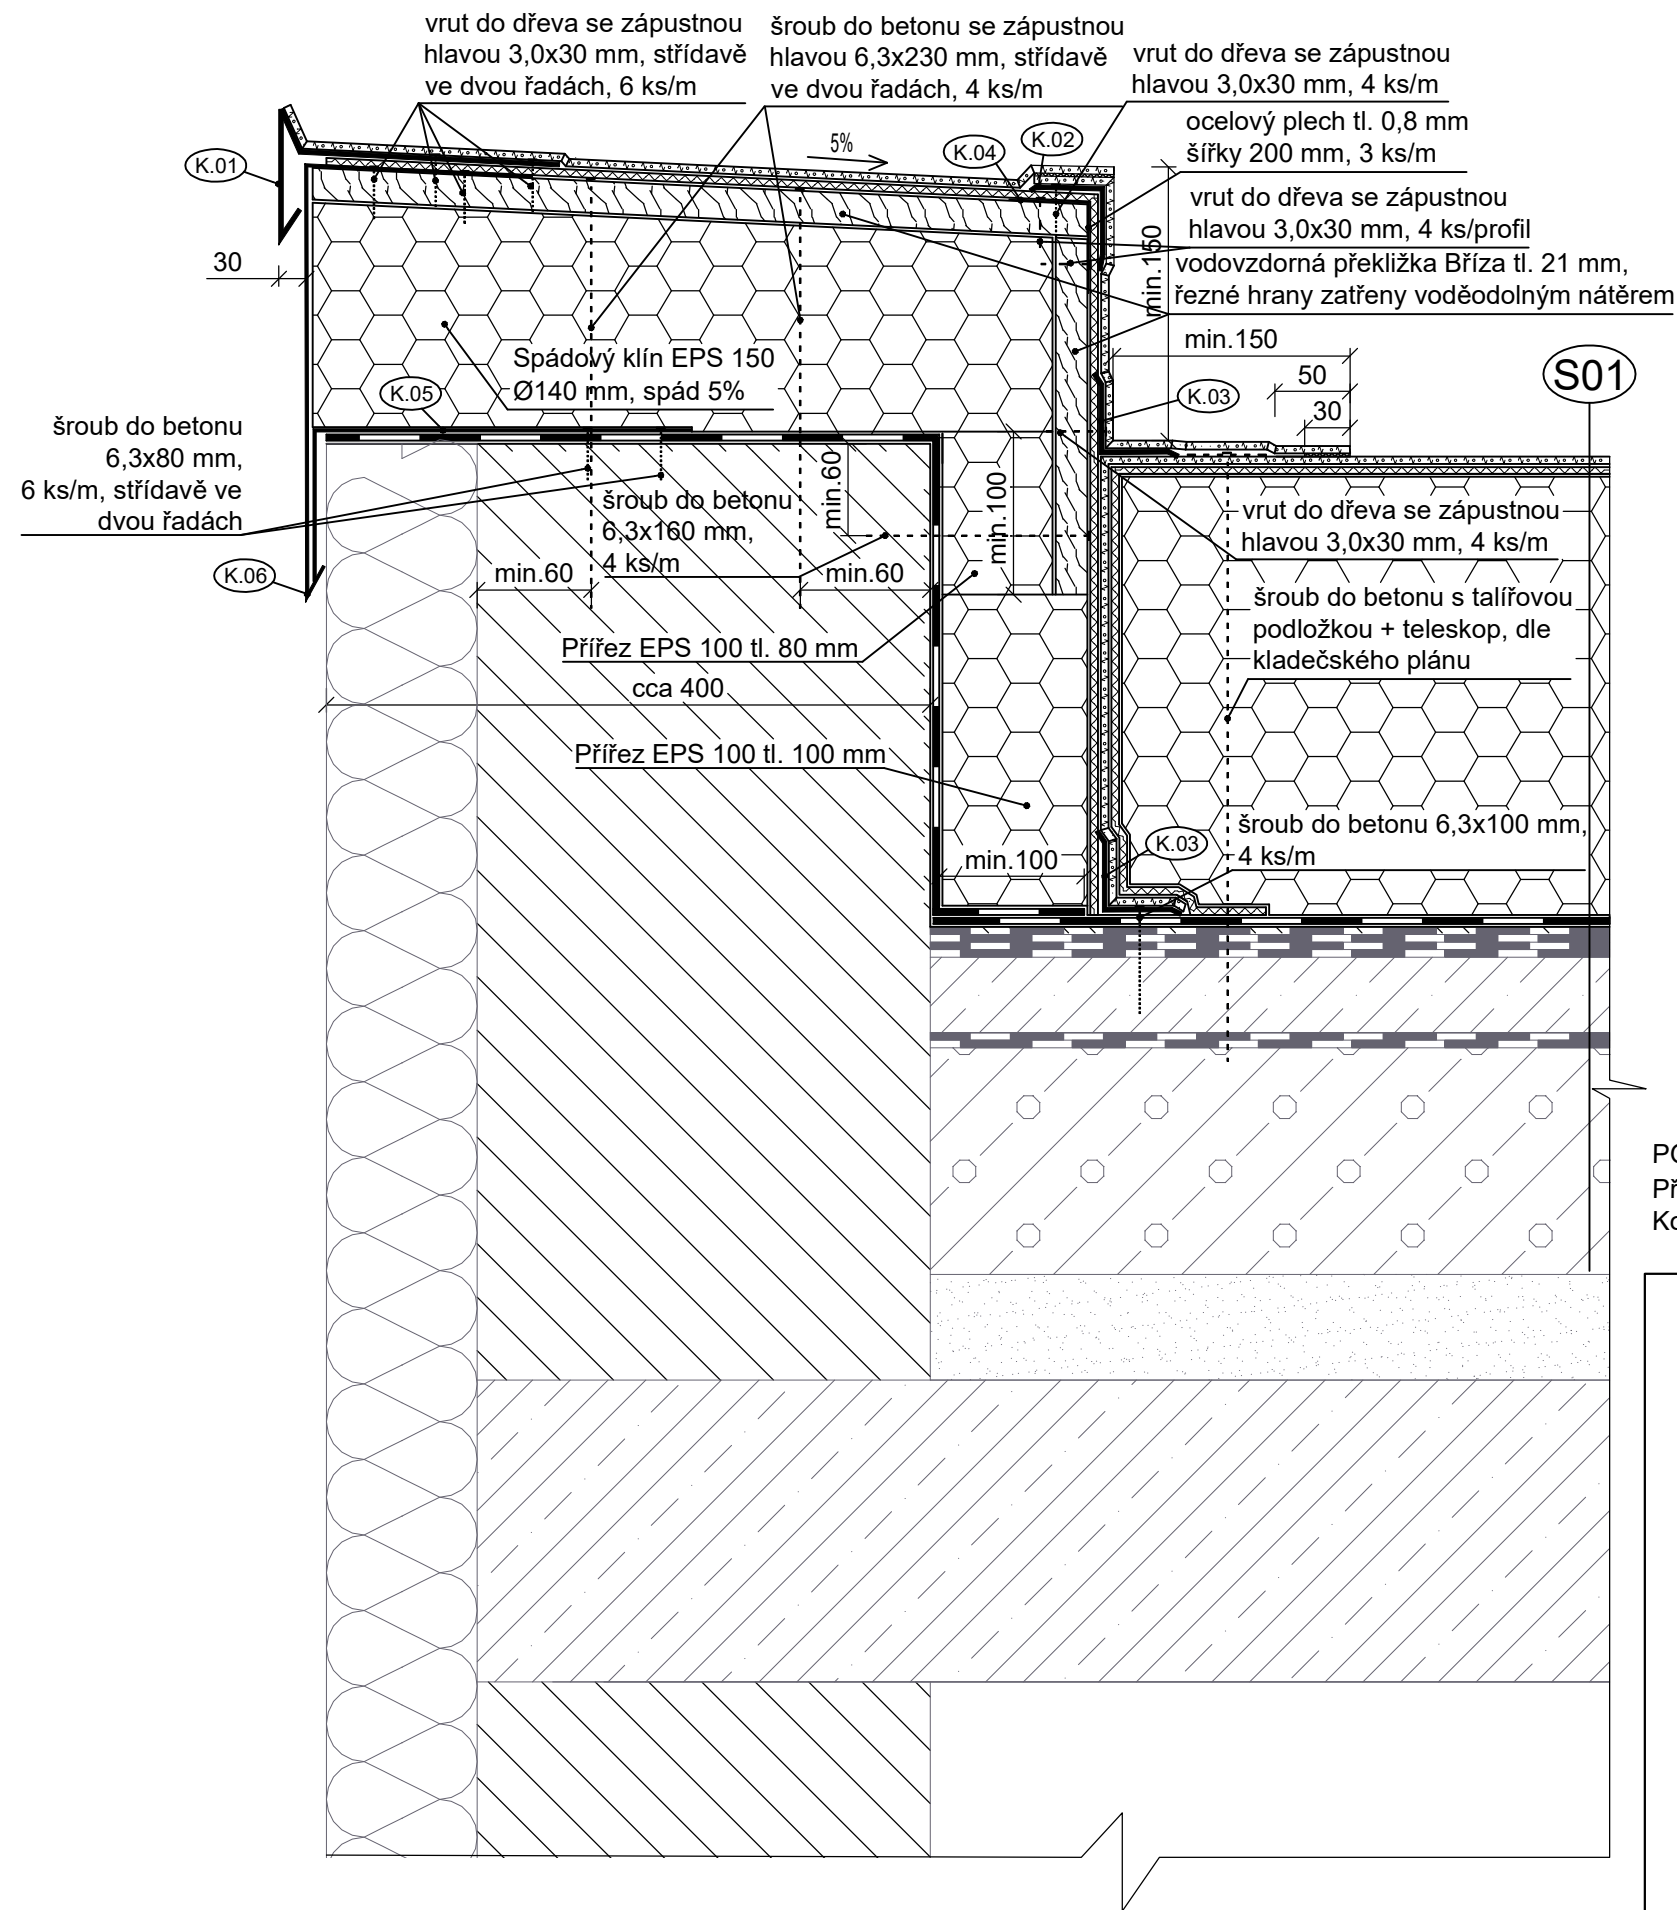 vrut do dřeva se zápustnou
hlavou 3,0x30 mm, střídavě
ve dvou řadách, 6 ks/m
šroub do betonu se zápustnou
hlavou 6,3x230 mm, střídavě
ve dvou řadách, 4 ks/m
vrut do dřeva se zápustnou
hlavou 3,0x30 mm, 4 ks/m
ocelový plech tl. 0,8 mm
šířky 200 mm, 3 ks/m
vrut do dřeva se zápustnou
hlavou 3,0x30 mm, 4 ks/profil
vodovzdorná překližka Bříza tl. 21 mm,
řezné hrany zatřeny voděodolným nátěrem
K.01
5%
K.04
K.02
30
min.150
min.150
50
30
S01
K.03
Spádový klín EPS 150
Ø140 mm, spád 5%
K.05
šroub do betonu
6,3x80 mm,
6 ks/m, střídavě ve
dvou řadách
K.06
šroub do betonu
6,3x160 mm,
4 ks/m
min.60
min.100
min.60
min.60
vrut do dřeva se zápustnou
hlavou 3,0x30 mm, 4 ks/m
šroub do betonu s talířovou
podložkou + teleskop, dle
kladečského plánu
Přířez EPS 100 tl. 80 mm
cca 400
Přířez EPS 100 tl. 100 mm
šroub do betonu 6,3x100 mm,
4 ks/m
K.03
min.100
Př
Ko